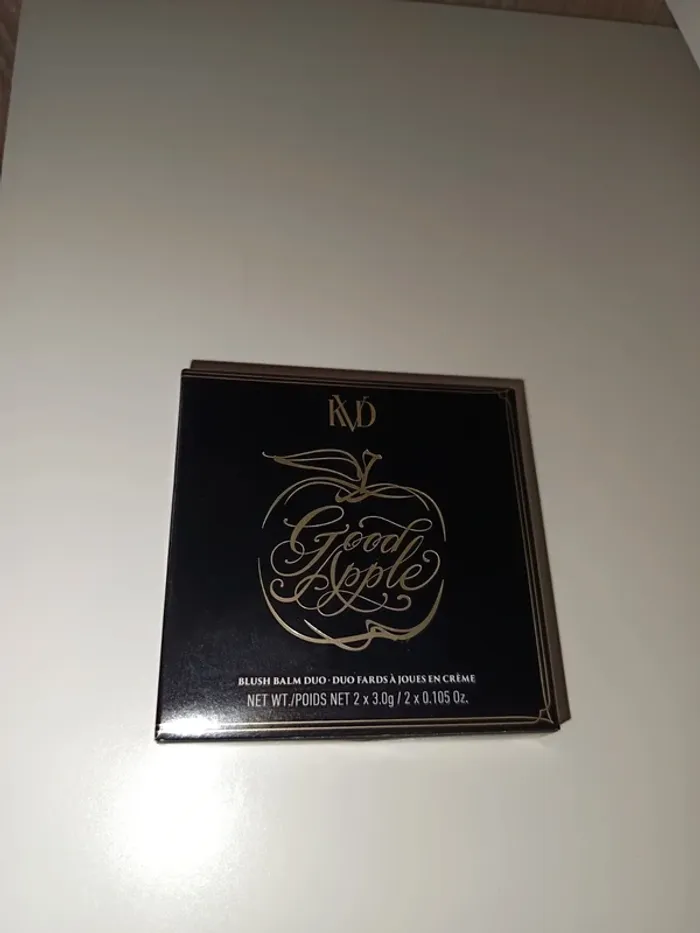 KVD
Good
Apple
BLUSH BALM DUO · DUO FARDS À JOUES EN CRÈME
NET WT./POIDS NET 2 x 3.0g / 2 x 0.105 Oz.